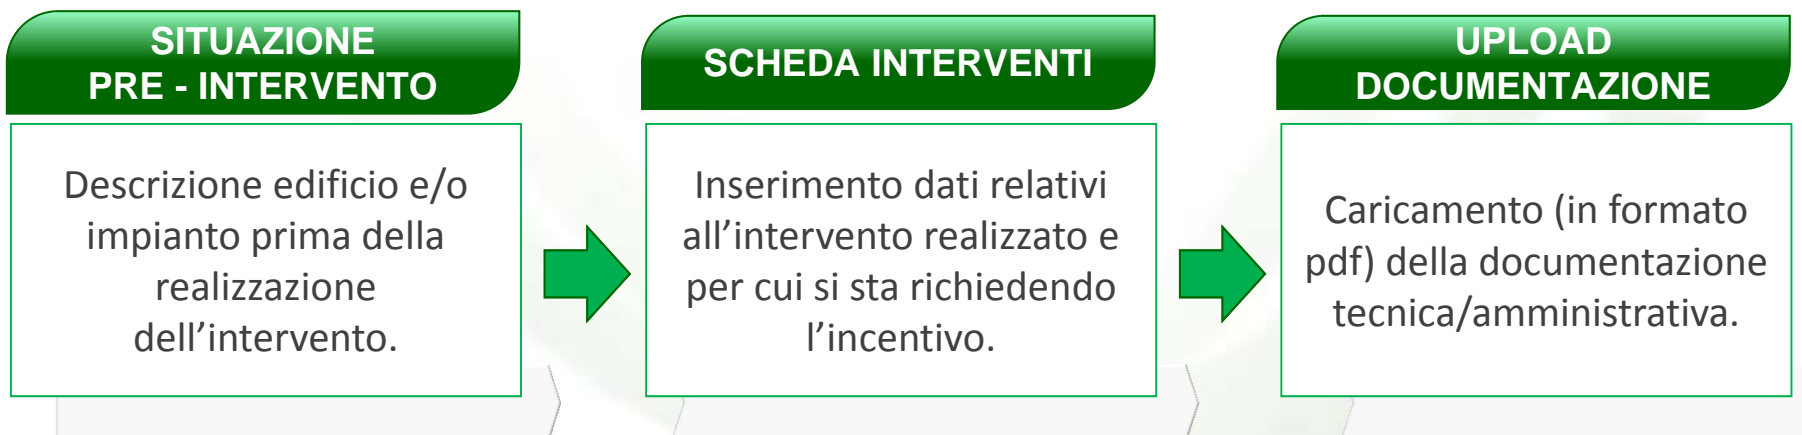 SITUAZIONE
PRE - INTERVENTO
Descrizione edificio e/o
impianto prima della
realizzazione
dell’intervento.
SCHEDA INTERVENTI
Inserimento dati relativi
all’intervento realizzato e
per cui si sta richiedendo
l’incentivo.
UPLOAD
DOCUMENTAZIONE
Caricamento (in formato
pdf) della documentazione
tecnica/amministrativa.